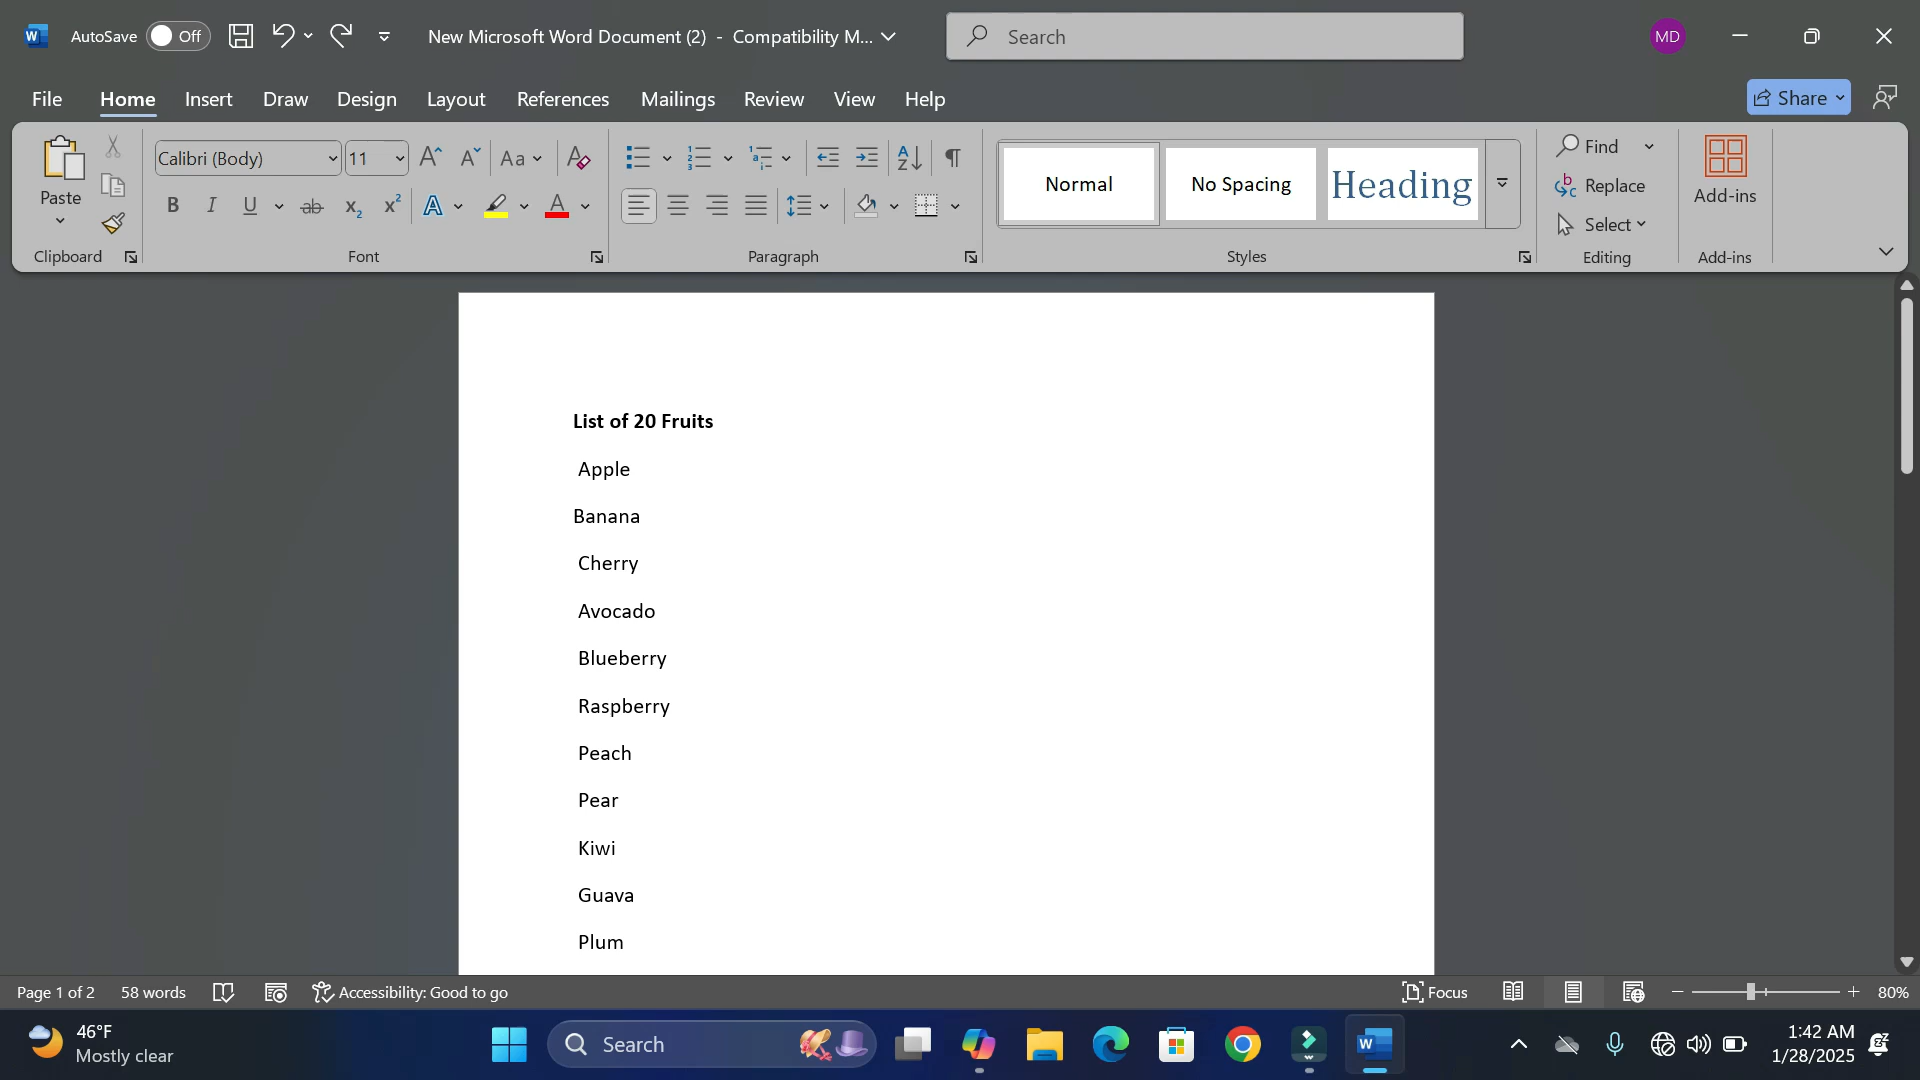 AutoSave Off New Microsoft Word Document (2) - Compatibility M... Search MD
File Home Insert Draw Design Layout References Mailings Review View Help Share
Paste
Clipboard
Calibri (Body) 11
Font
Paragraph
Normal
No Spacing
Heading
Styles
Find
Replace
Select
Editing
Add-ins
Add-ins
List of 20 Fruits
Apple
Banana
Cherry
Avocado
Blueberry
Raspberry
Peach
Pear
Kiwi
Guava
Plum
Page 1 of 2 58 words Accessibility: Good to go Focus 80%
46°F
Mostly clear
Search
1:42 AM
1/28/2025